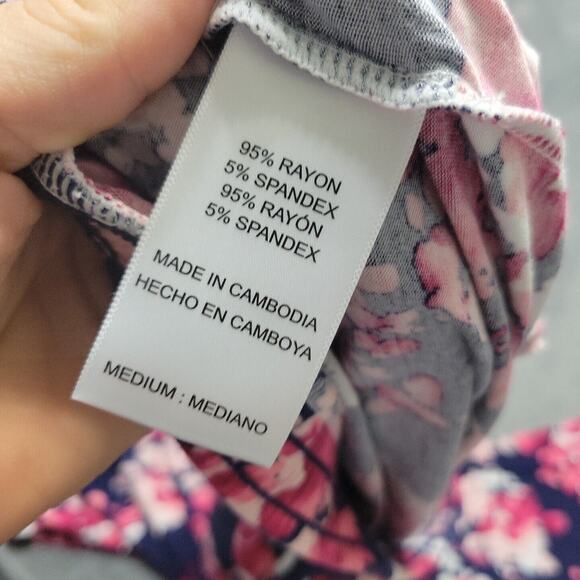 95% RAYON
5% SPANDEX
95% RAYÓN
5% SPANDEX
MADE IN CAMBODIA
HECHO EN CAMBOYA
MEDIUM : MEDIANO